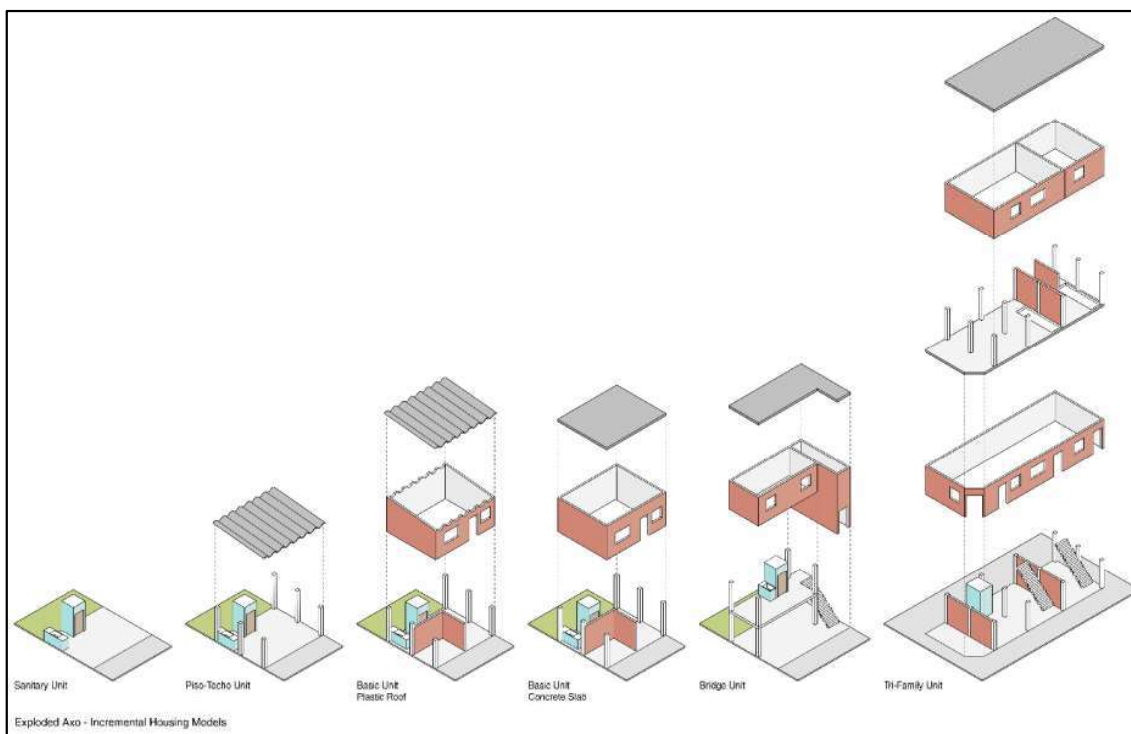 Sanitary Unit
Piso-Techo Unit
Basic Unit
Plastic Roof
Basic Unit
Concrete Slab
Bridge Unit
Tri-Family Unit
Exploded Axo - Incremental Housing Models